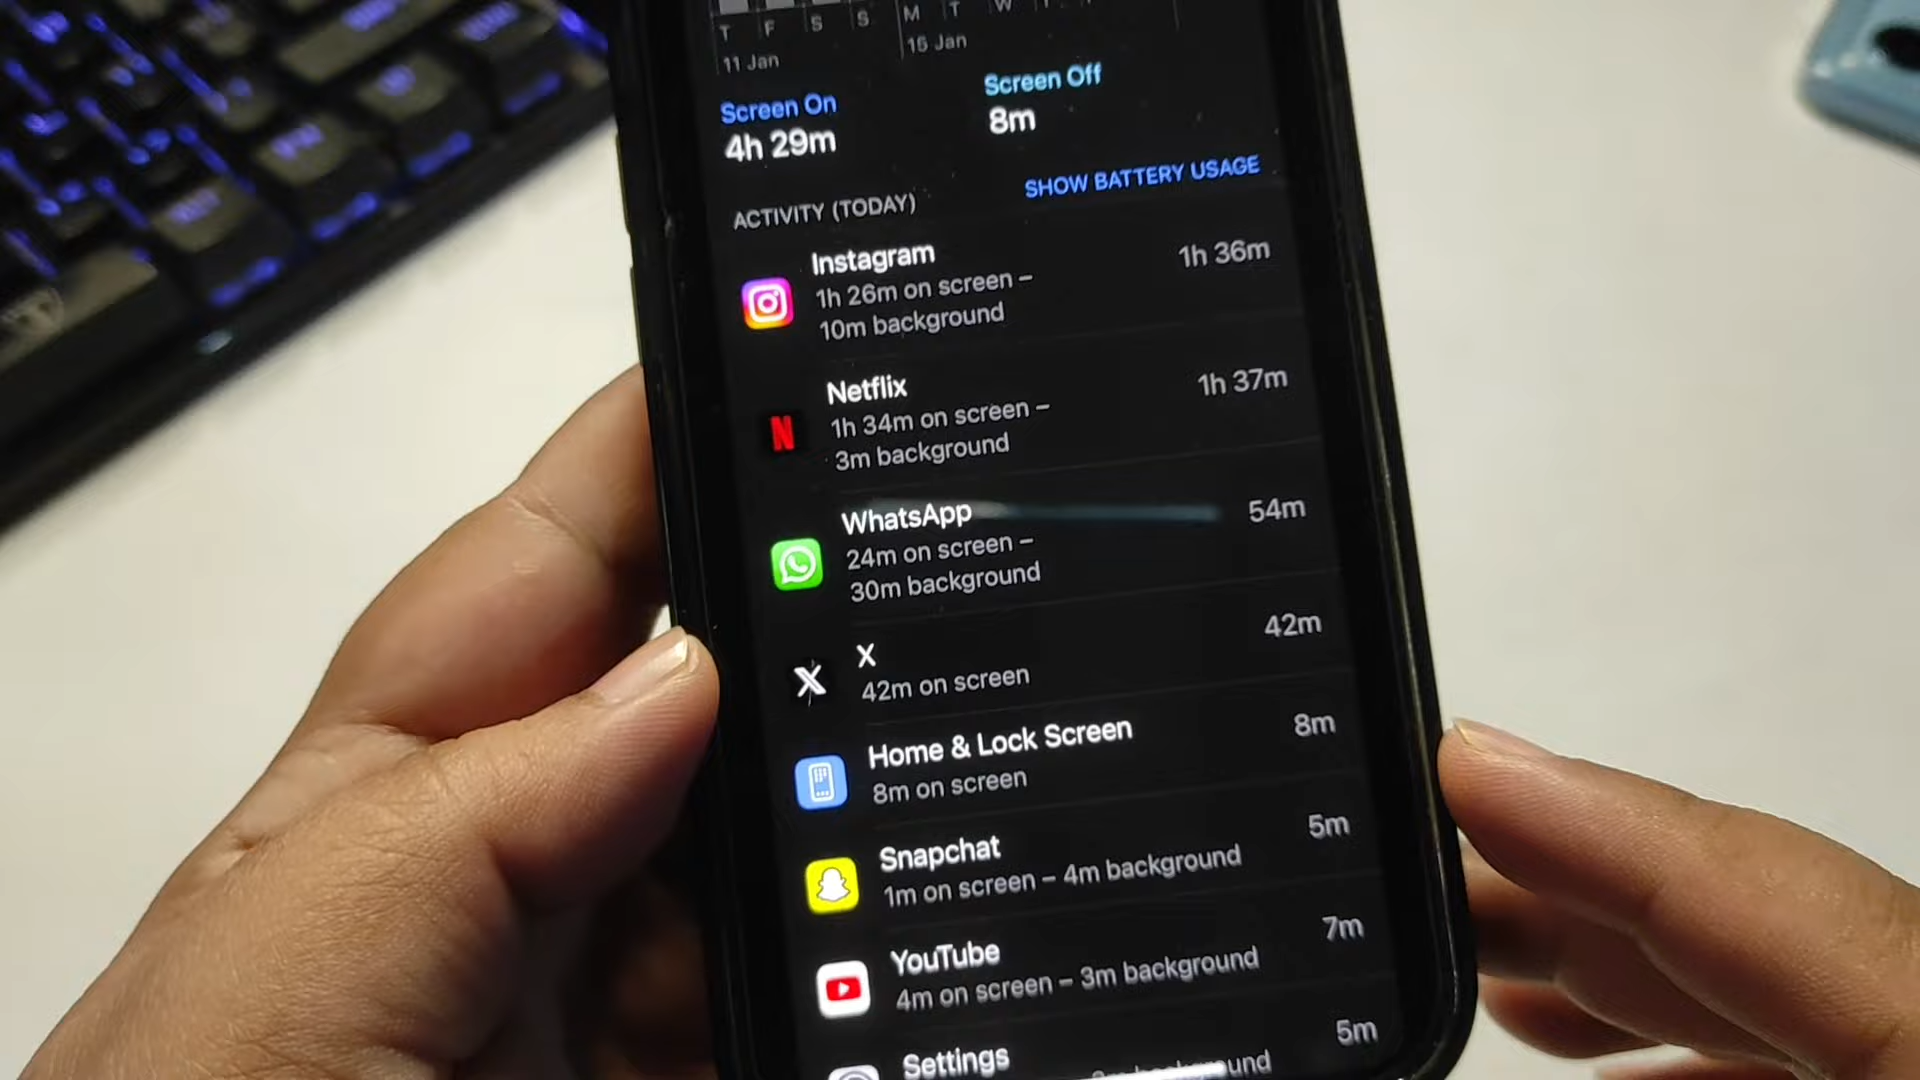 T F S S M T W
11 Jan 15 Jan
Screen On Screen Off
4h 29m 8m
ACTIVITY (TODAY) SHOW BATTERY USAGE
Instagram 1h 36m
1h 26m on screen –
10m background
Netflix 1h 37m
1h 34m on screen –
3m background
WhatsApp 54m
24m on screen –
30m background
X 42m
42m on screen
Home & Lock Screen 8m
8m on screen
Snapchat 5m
1m on screen – 4m background
YouTube 7m
4m on screen – 3m background
Settings 5m